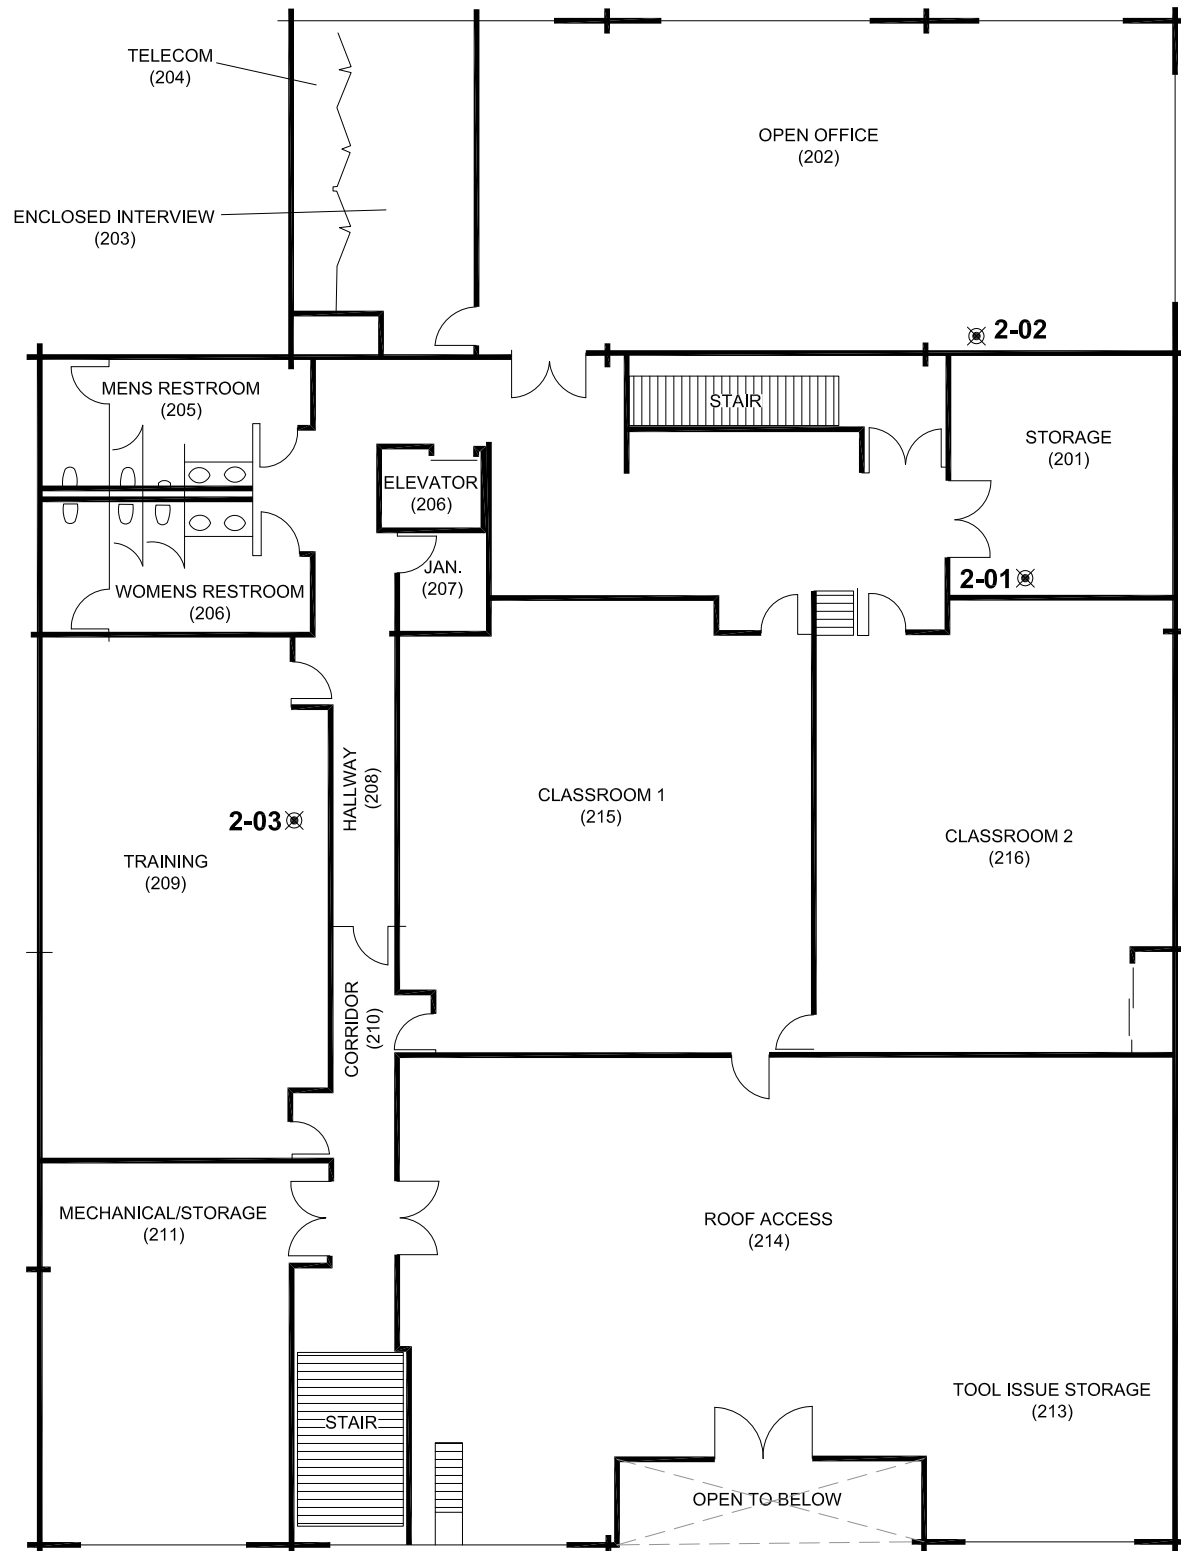 TELECOM
(204)
OPEN OFFICE
(202)
ENCLOSED INTERVIEW
(203)
2-02
MENS RESTROOM
(205)
STAIR
STORAGE
(201)
ELEVATOR
(206)
JAN.
(207)
2-01
WOMENS RESTROOM
(206)
HALLWAY
(208)
CLASSROOM 1
(215)
2-03
CLASSROOM 2
(216)
TRAINING
(209)
CORRIDOR
(210)
MECHANICAL/STORAGE
(211)
ROOF ACCESS
(214)
TOOL ISSUE STORAGE
(213)
STAIR
OPEN TO BELOW